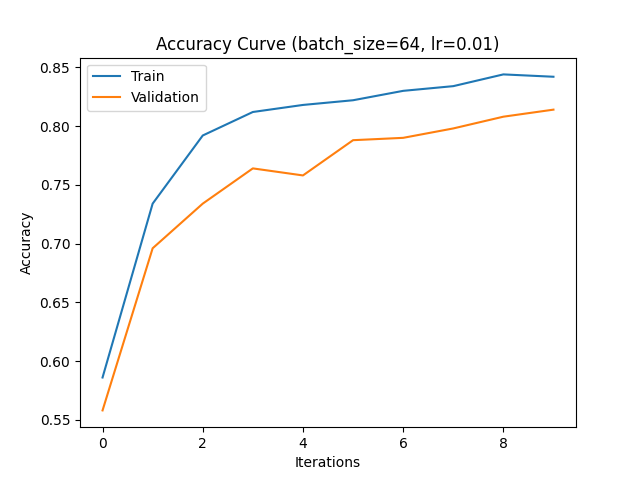 Accuracy Curve (batch_size=64, lr=0.01)
Train
Validation
0.85
0.80
0.75
0.70
0.65
0.60
0.55
Accuracy
0 2 4 6 8
Iterations